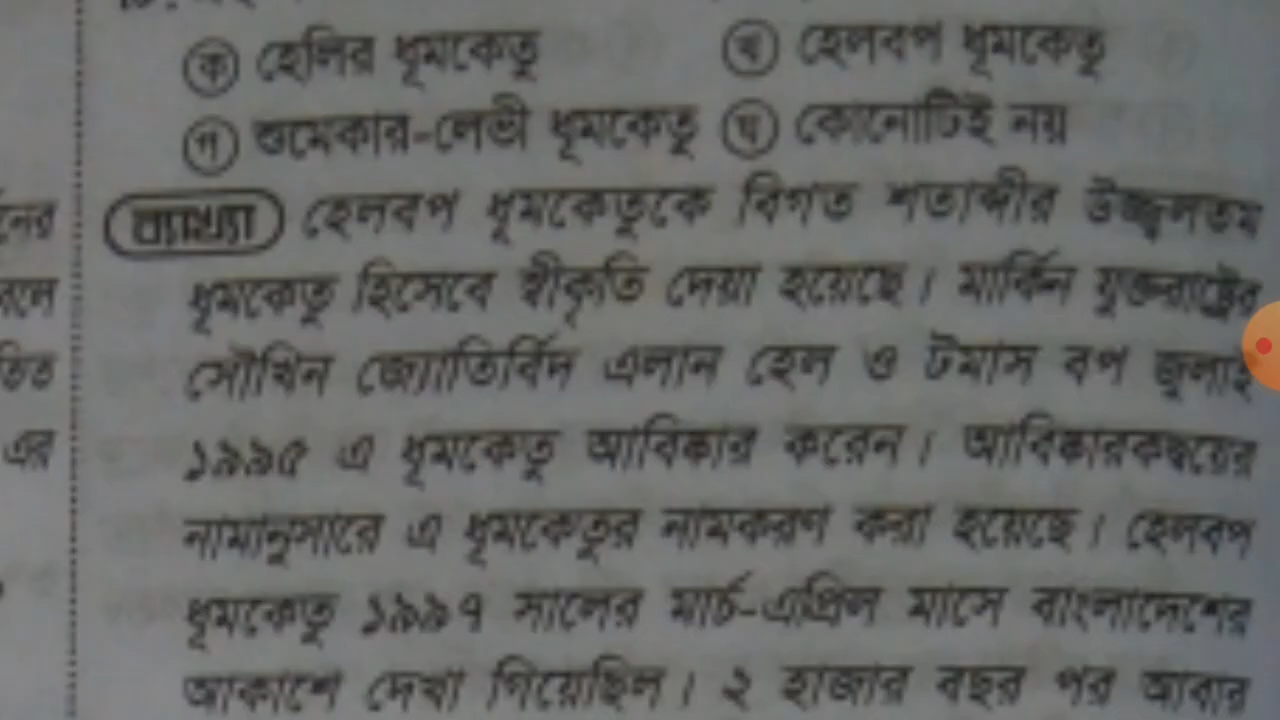 ক হেলির ধূমকেতু খ হেলবপ ধূমকেতু
গ শুমেকার-লেভী ধূমকেতু ঘ কোনোটিই নয়
নের ব্যাখ্যা হেলবপ ধূমকেতুকে বিগত শতাব্দীর উজ্জ্বলতম
ধূমকেতু হিসেবে স্বীকৃতি দেয়া হয়েছে। মার্কিন যুক্তরাষ্ট্রের
সৌখিন জ্যোতির্বিদ এলান হেল ও টমাস বপ জুলাই
এর ১৯৯৫ এ ধূমকেতু আবিষ্কার করেন। আবিষ্কারকদ্বয়ের
নামানুসারে এ ধূমকেতুর নামকরণ করা হয়েছে। হেলবপ
ধূমকেতু ১৯৯৭ সালের মার্চ-এপ্রিল মাসে বাংলাদেশের
আকাশে দেখা গিয়েছিল। ২ হাজার বছর পর আবার